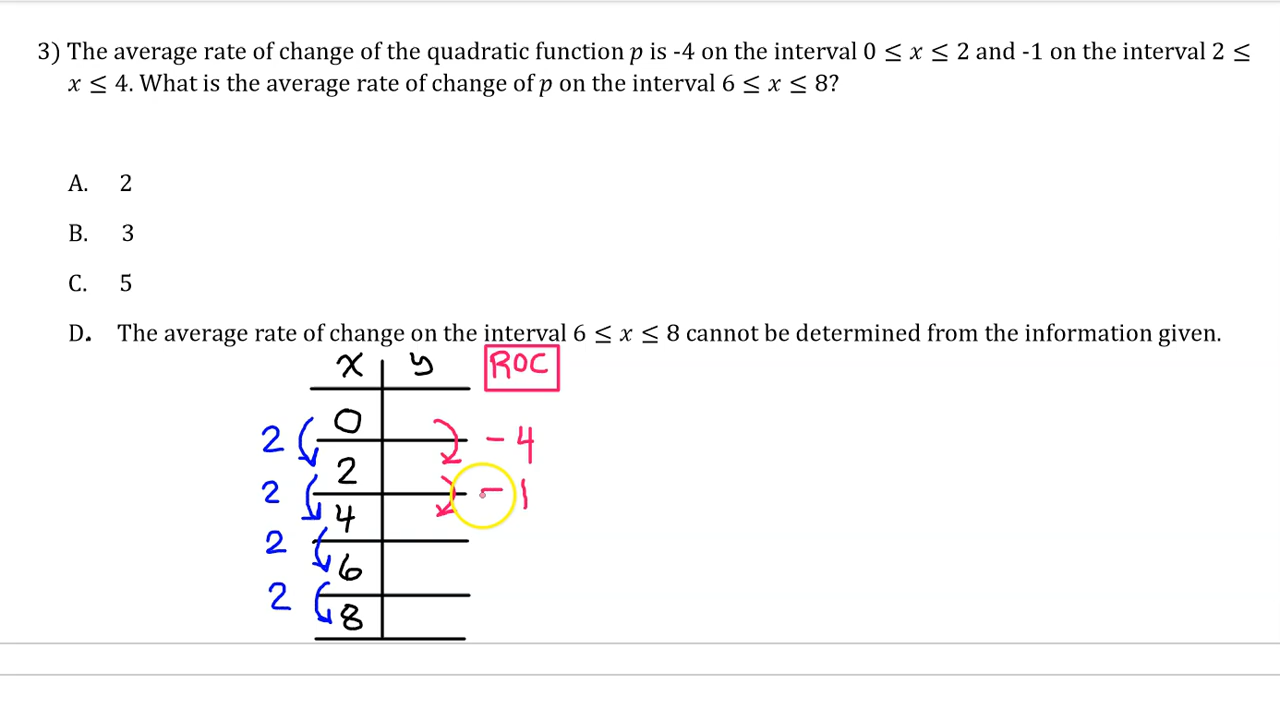 3) The average rate of change of the quadratic function p is -4 on the interval 0 ≤ x ≤ 2 and -1 on the interval 2 ≤
x ≤ 4. What is the average rate of change of p on the interval 6 ≤ x ≤ 8?
A. 2
B. 3
C. 5
D. The average rate of change on the interval 6 ≤ x ≤ 8 cannot be determined from the information given.
x y ROC
0
2 -4
2
2 -1
4
2
6
2
8